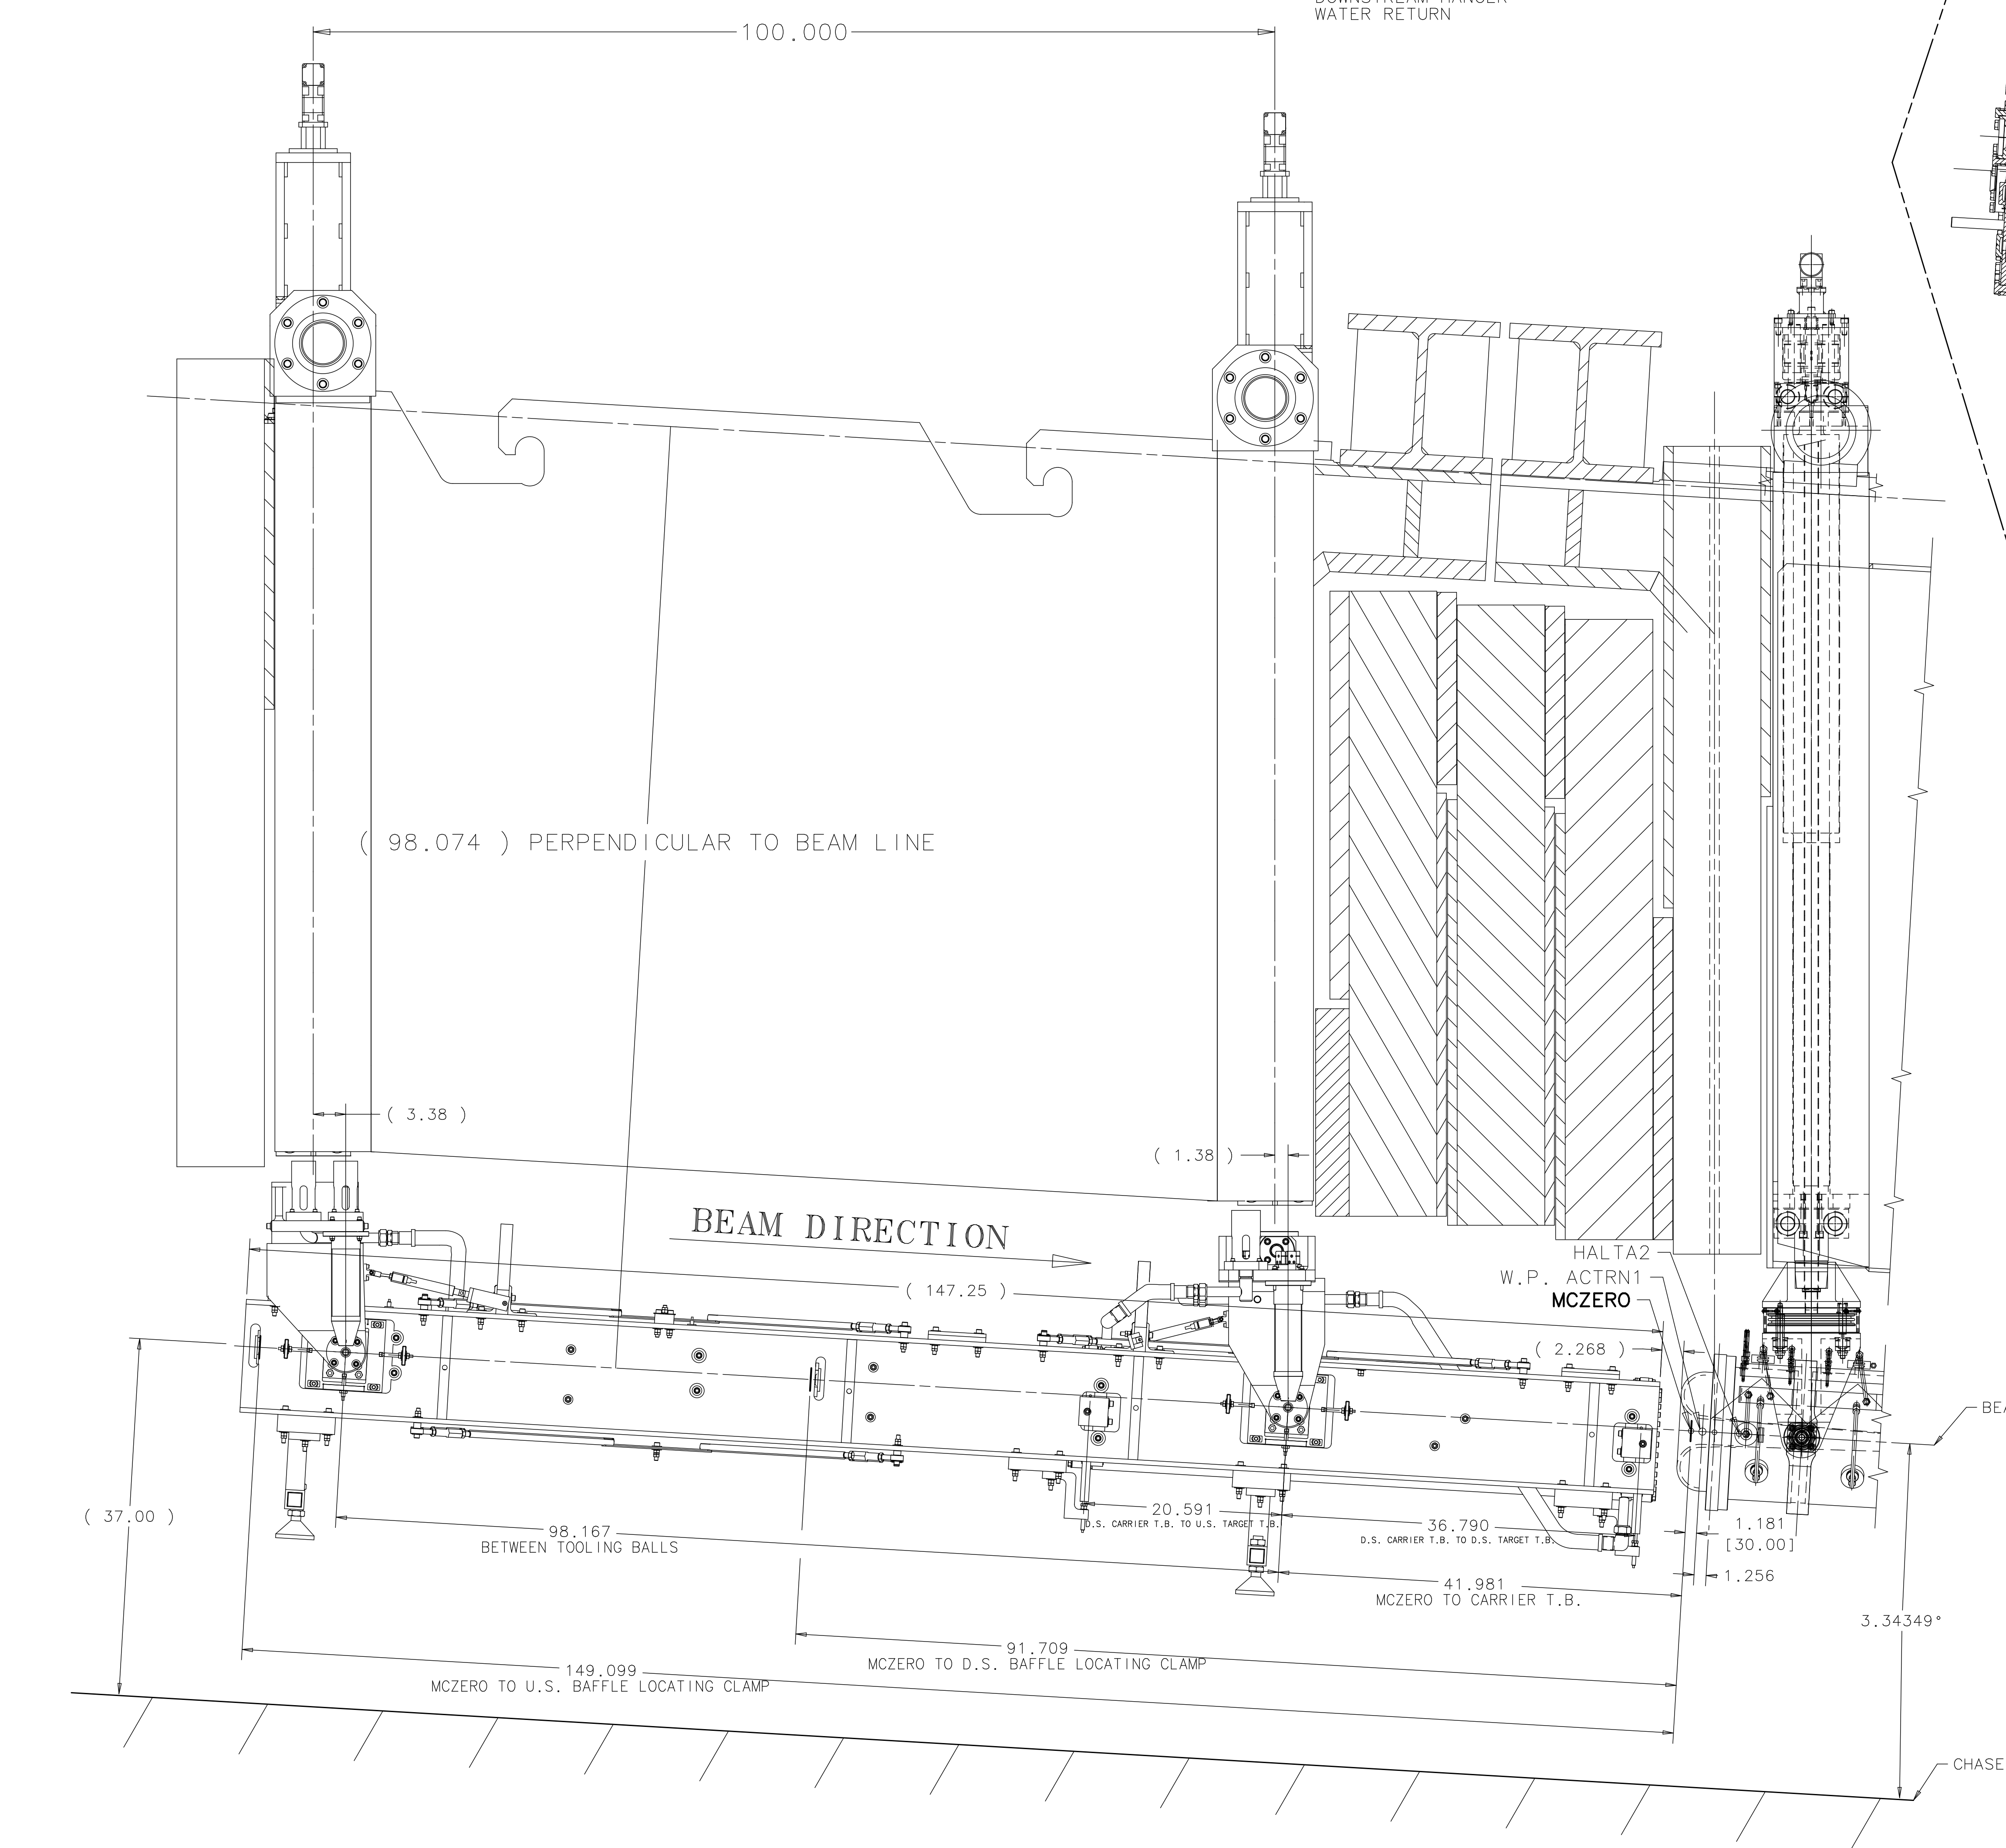 DOWNSTREAM HANGER
WATER RETURN
100.000
( 98.074 ) PERPENDICULAR TO BEAM LINE
( 3.38 )
( 1.38 )
BEAM DIRECTION
( 147.25 )
HALTA2
W.P. ACTRN1
MCZERO
( 2.268 )
( 37.00 )
98.167
BETWEEN TOOLING BALLS
20.591
D.S. CARRIER T.B. TO U.S. TARGET T.B.
36.790
D.S. CARRIER T.B. TO D.S. TARGET T.B.
1.181
[30.00]
1.256
41.981
MCZERO TO CARRIER T.B.
3.34349°
91.709
MCZERO TO D.S. BAFFLE LOCATING CLAMP
149.099
MCZERO TO U.S. BAFFLE LOCATING CLAMP
CHASE